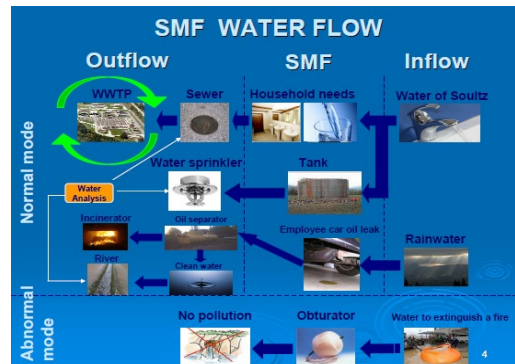 SMF WATER FLOW
Outflow
SMF
Inflow
Normal mode
WWTP
Sewer
Household needs
Water of Soultz
Water sprinkler
Tank
Water
Analysis
Incinerator
Oil separator
Employee car oil leak
Rainwater
River
Clean water
Abnormal
mode
No pollution
Obturator
Water to extinguish a fire
4